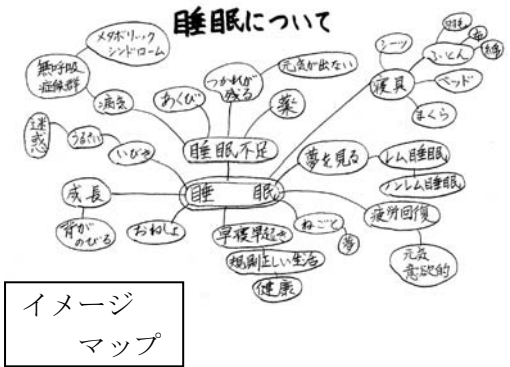 睡眠について
メタボリック
シンドローム
無呼吸
症候群
病気
あくび
つかれが
残る
元気が出ない
薬
シーツ
ふとん
羽毛
綿
寝具
ベッド
まくら
迷惑
うるさい
いびき
睡眠不足
夢を見る
レム睡眠
ノンレム睡眠
成長
睡眠
疲労回復
背が
のびる
おねしょ
早寝早起き
ねごと
規則正しい生活
元気
意欲的
健康
イメージ
マップ